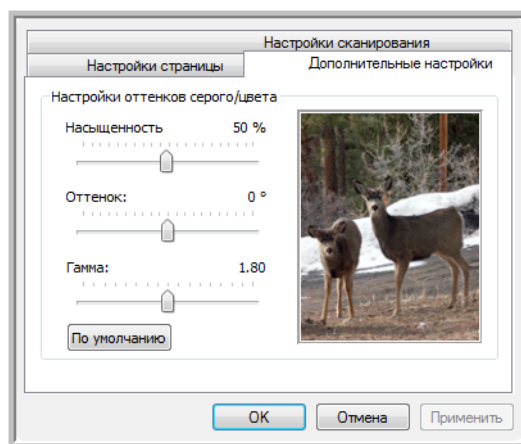 Настройки сканирования
Настройки страницы
Дополнительные настройки
Настройки оттенков серого/цвета
Насыщенность 50 %
Оттенок: 0 °
Гамма: 1.80
По умолчанию
OK Отмена Применить